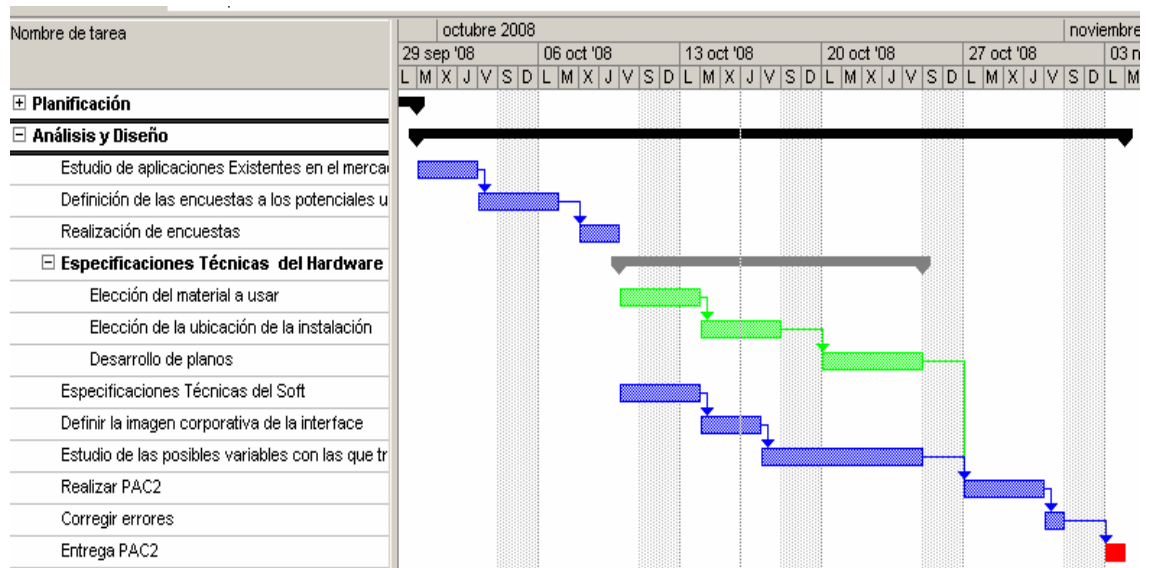 Nombre de tarea
octubre 2008 noviembre
29 sep '08 06 oct '08 13 oct '08 20 oct '08 27 oct '08 03
L M X J V S D L M X J V S D L M X J V S D L M X J V S D L M X J V S D L M
Planificación
Análisis y Diseño
Estudio de aplicaciones Existentes en el
Definición de las encuestas a los potenciales
Realización de encuestas
Especificaciones Técnicas del Hardware
Elección del material a usar
Elección de la ubicación de la instalación
Desarrollo de planos
Especificaciones Técnicas del Soft
Definir la imagen corporativa de la interface
Estudio de las posibles variables con las que
Realizar PAC2
Corregir errores
Entrega PAC2